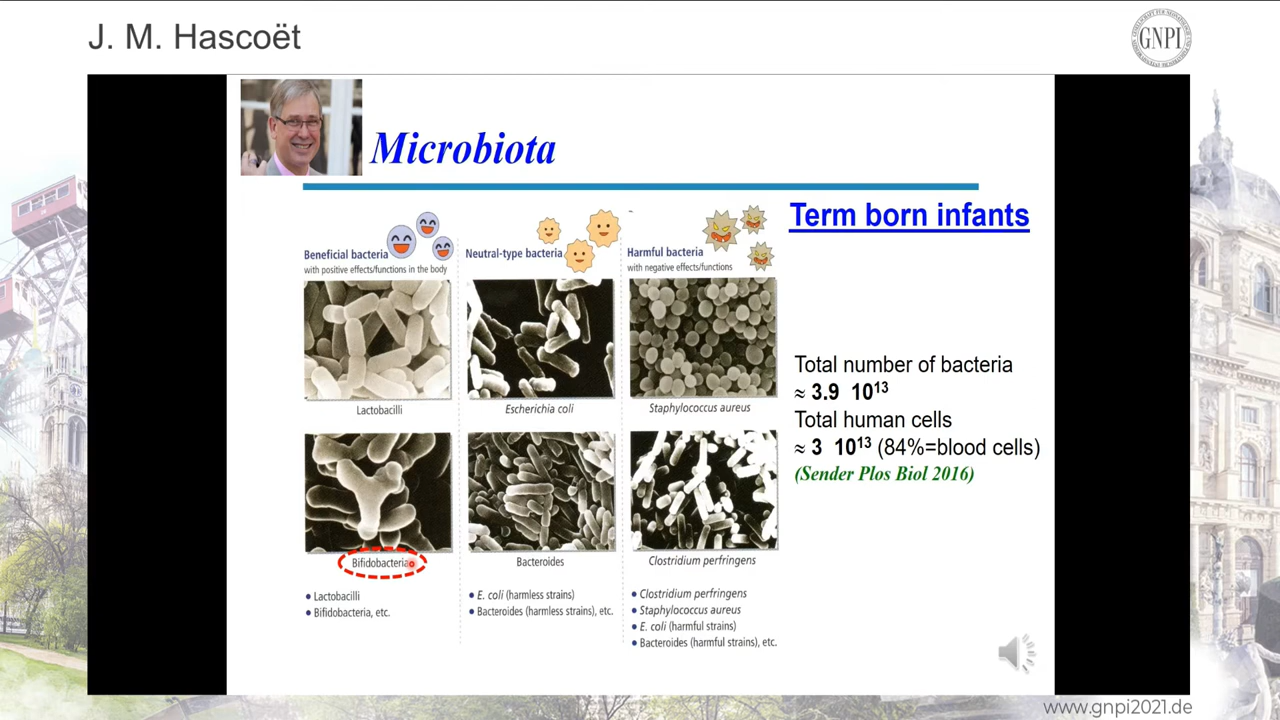 J. M. Hascoët
GNPI
Microbiota
Term born infants
Beneficial bacteria
with positive effects/functions in the body
Lactobacilli
Bifidobacteria
• Lactobacilli
• Bifidobacteria, etc.
Neutral-type bacteria
Escherichia coli
Bacteroides
• E. coli (harmless strains)
• Bacteroides (harmless strains), etc.
Harmful bacteria
with negative effects/functions
Staphylococcus aureus
Clostridium perfringens
• Clostridium perfringens
• Staphylococcus aureus
• E. coli (harmful strains)
• Bacteroides (harmful strains), etc.
Total number of bacteria
≈ 3.9 10¹³
Total human cells
≈ 3 10¹³ (84%=blood cells)
(Sender Plos Biol 2016)
www.gnpi2021.de